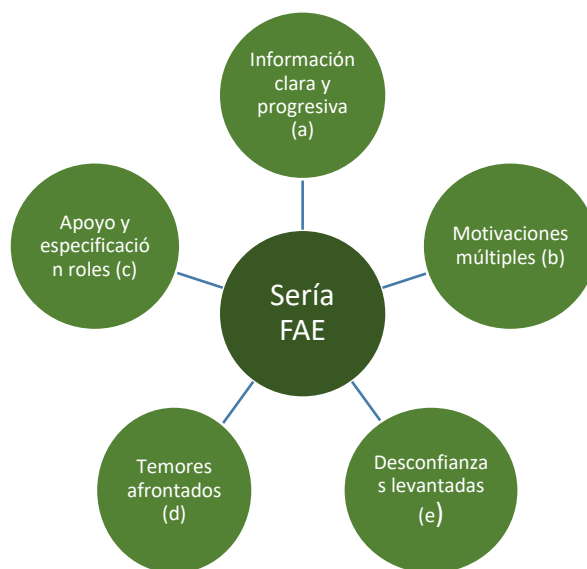 Información
clara y
progresiva
(a)
Apoyo y
especificació
n roles (c)
Motivaciones
múltiples (b)
Sería
FAE
Temores
afrontados
(d)
Desconfianza
s levantadas
(e)